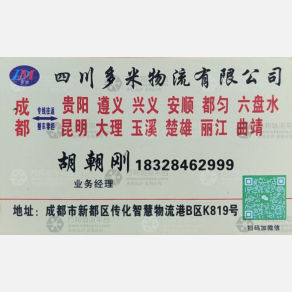 DM
四川多米物流有限公司
成都
专线往返
整车零担
贵阳 遵义 兴义 安顺 都匀 六盘水
昆明 大理 玉溪 楚雄 丽江 曲靖
胡朝刚 18328462999
业务经理
地址：成都市新都区传化智慧物流港B区K819号
扫码加微信